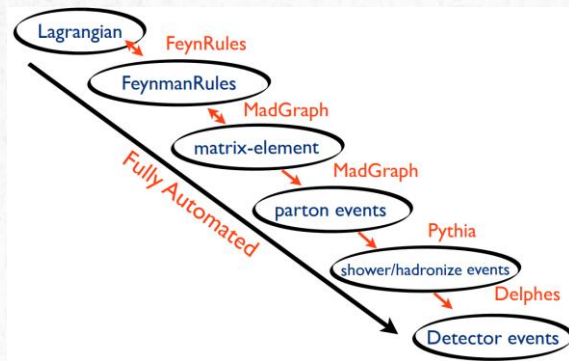 Lagrangian
FeynRules
FeynmanRules
MadGraph
matrix-element
MadGraph
Fully Automated
parton events
Pythia
shower/hadronize events
Delphes
Detector events